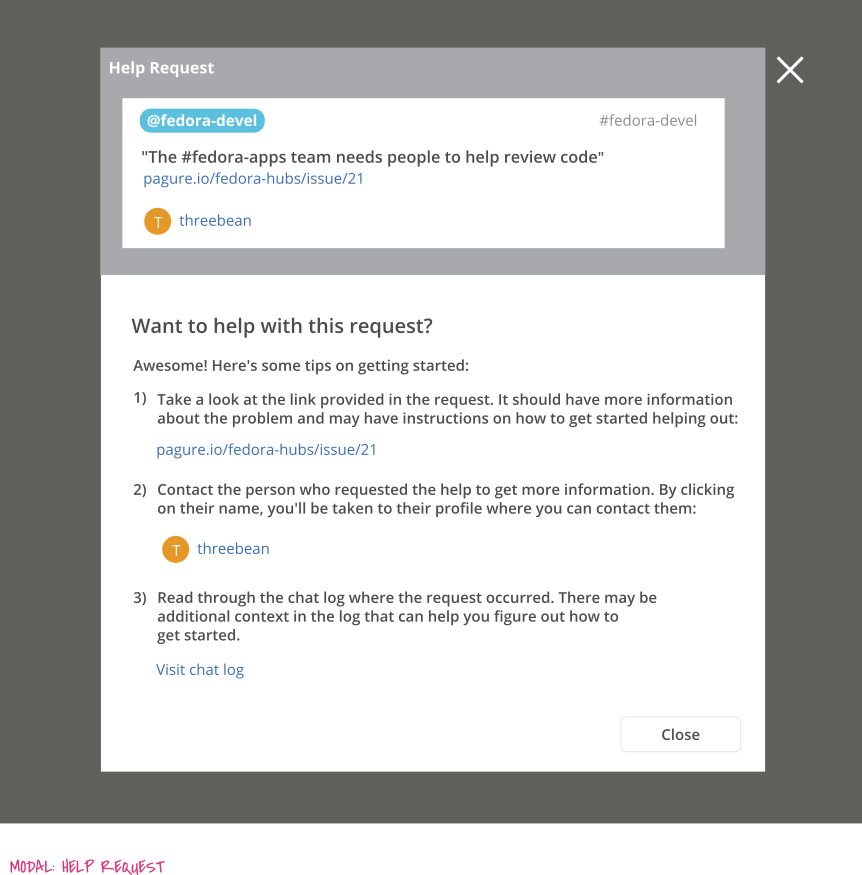 Help Request
@fedora-devel #fedora-devel
"The #fedora-apps team needs people to help review code"
pagure.io/fedora-hubs/issue/21
T threebean
Want to help with this request?
Awesome! Here's some tips on getting started:
1) Take a look at the link provided in the request. It should have more information
about the problem and may have instructions on how to get started helping out:
pagure.io/fedora-hubs/issue/21
2) Contact the person who requested the help to get more information. By clicking
on their name, you'll be taken to their profile where you can contact them:
T threebean
3) Read through the chat log where the request occurred. There may be
additional context in the log that can help you figure out how to
get started.
Visit chat log
Close
MODAL: HELP REQUEST